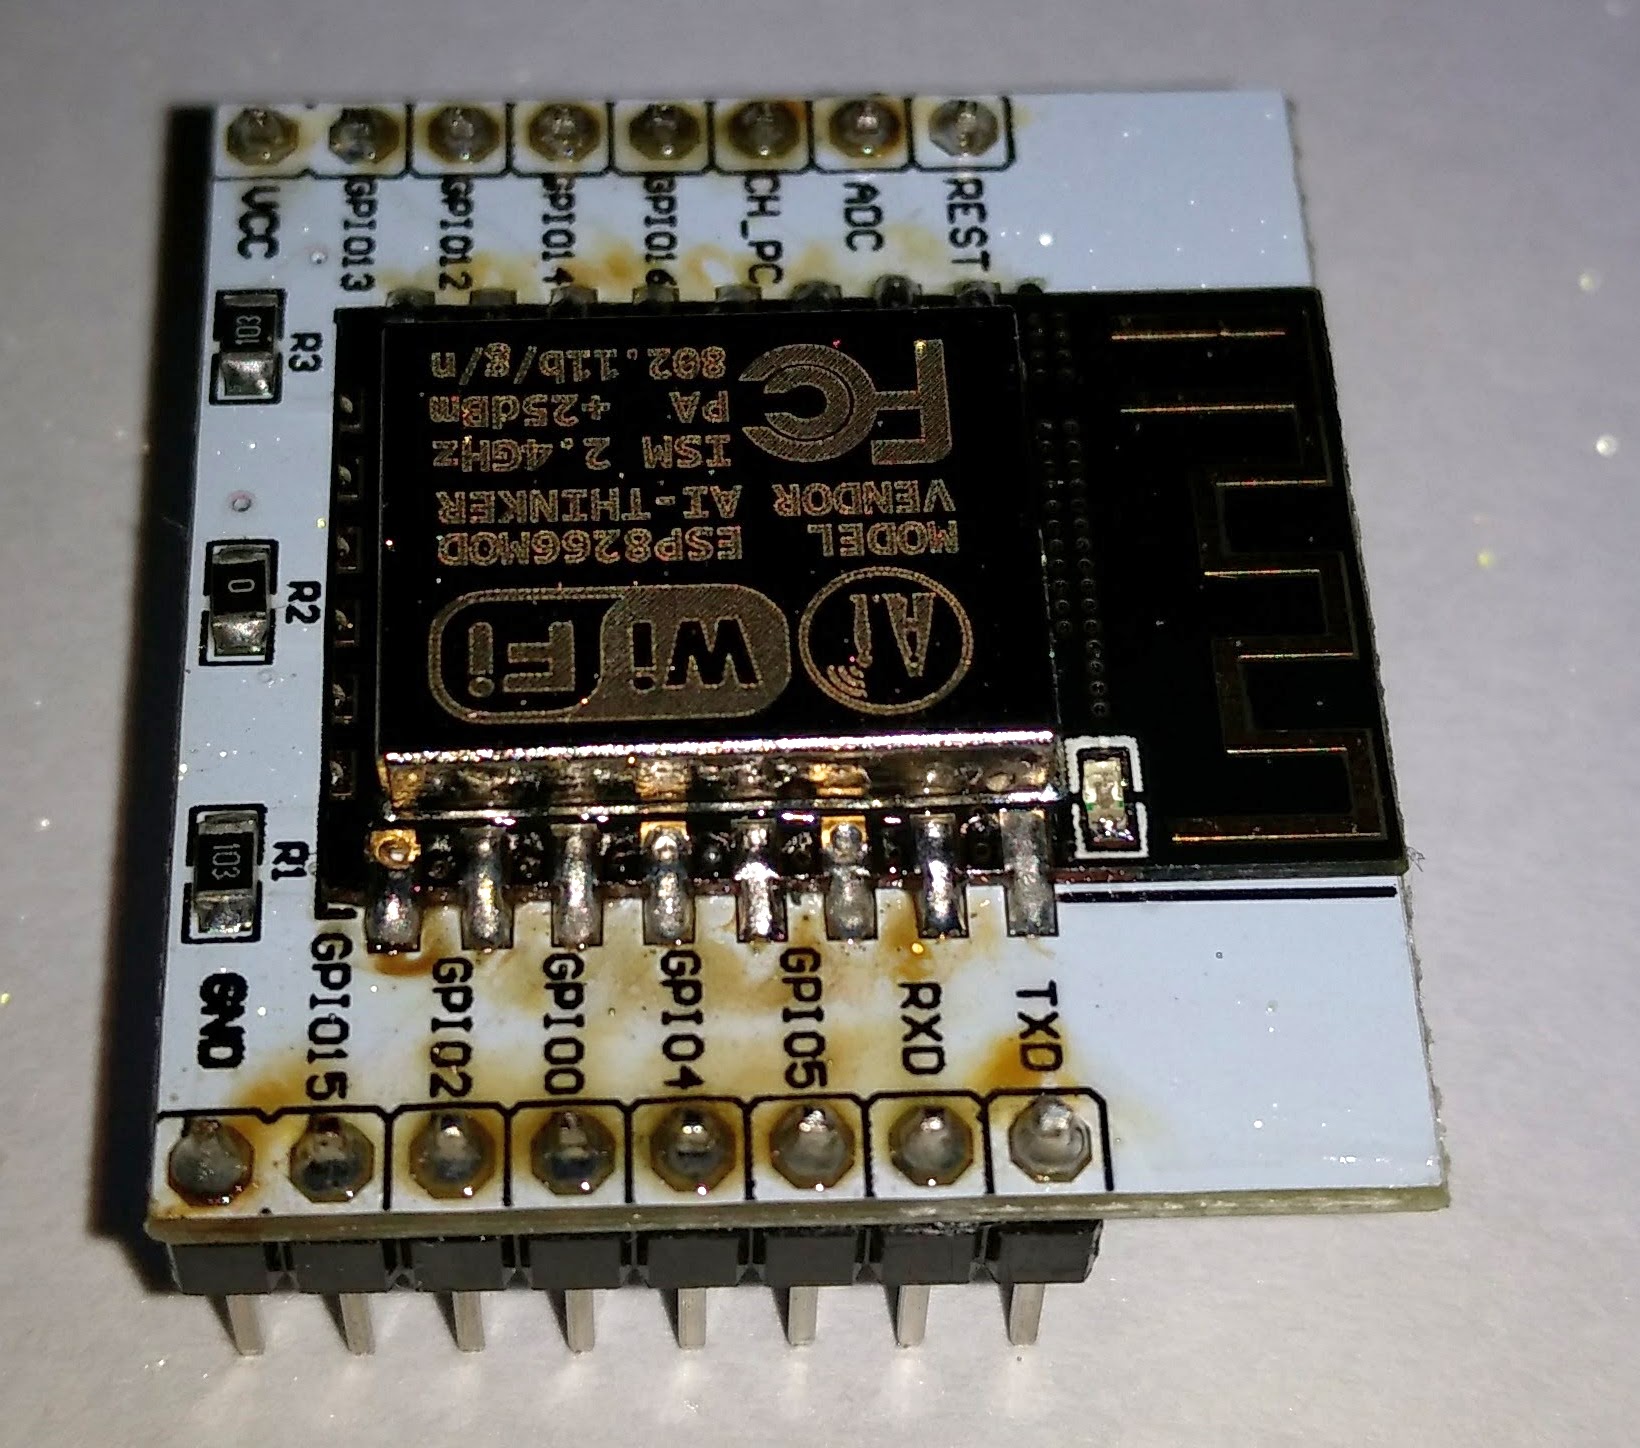 VCC
GPIO13
GPIO12
GPIO14
GPIO16
CH_PC
ADC
REST
103
R3
0
R2
103
R1
Ai
WiFi
MODEL ESP8266MOD
VENDOR AI-THINKER
FC
ISM 2.4GHz
PA +25dBm
802.11b/g/n
GND
GPIO15
GPIO2
GPIO0
GPIO4
GPIO5
RXD
TXD